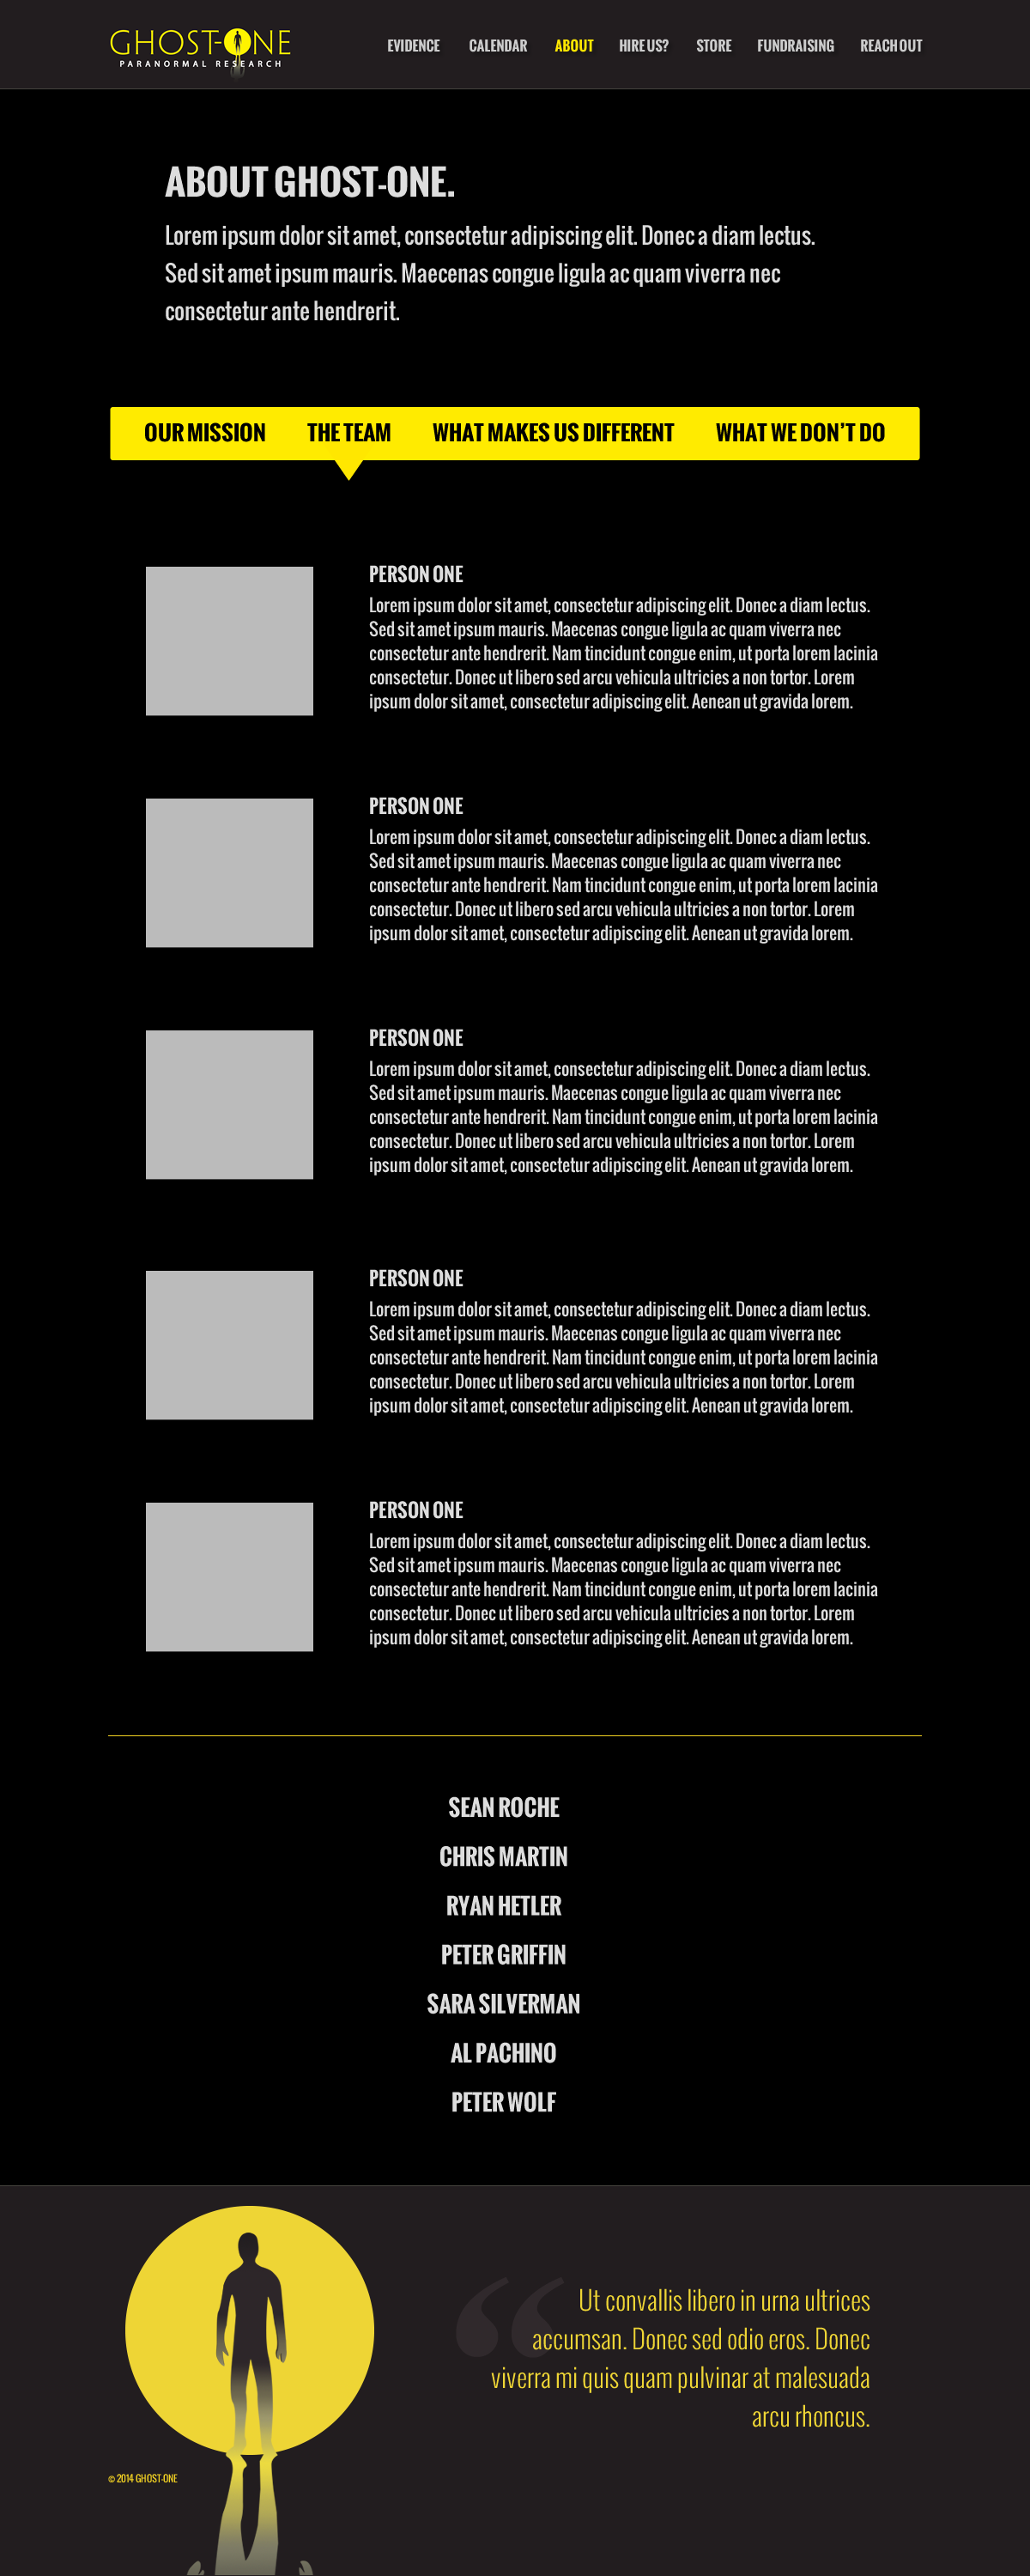 GHOST-ONE
PARANORMAL RESEARCH
EVIDENCE CALENDAR ABOUT HIRE US? STORE FUNDRAISING REACH OUT
ABOUT GHOST-ONE.
Lorem ipsum dolor sit amet, consectetur adipiscing elit. Donec a diam lectus.
Sed sit amet ipsum mauris. Maecenas congue ligula ac quam viverra nec
consectetur ante hendrerit.
OUR MISSION THE TEAM WHAT MAKES US DIFFERENT WHAT WE DON’T DO
PERSON ONE
Lorem ipsum dolor sit amet, consectetur adipiscing elit. Donec a diam lectus.
Sed sit amet ipsum mauris. Maecenas congue ligula ac quam viverra nec
consectetur ante hendrerit. Nam tincidunt congue enim, ut porta lorem lacinia
consectetur. Donec ut libero sed arcu vehicula ultricies a non tortor. Lorem
ipsum dolor sit amet, consectetur adipiscing elit. Aenean ut gravida lorem.
PERSON ONE
Lorem ipsum dolor sit amet, consectetur adipiscing elit. Donec a diam lectus.
Sed sit amet ipsum mauris. Maecenas congue ligula ac quam viverra nec
consectetur ante hendrerit. Nam tincidunt congue enim, ut porta lorem lacinia
consectetur. Donec ut libero sed arcu vehicula ultricies a non tortor. Lorem
ipsum dolor sit amet, consectetur adipiscing elit. Aenean ut gravida lorem.
PERSON ONE
Lorem ipsum dolor sit amet, consectetur adipiscing elit. Donec a diam lectus.
Sed sit amet ipsum mauris. Maecenas congue ligula ac quam viverra nec
consectetur ante hendrerit. Nam tincidunt congue enim, ut porta lorem lacinia
consectetur. Donec ut libero sed arcu vehicula ultricies a non tortor. Lorem
ipsum dolor sit amet, consectetur adipiscing elit. Aenean ut gravida lorem.
PERSON ONE
Lorem ipsum dolor sit amet, consectetur adipiscing elit. Donec a diam lectus.
Sed sit amet ipsum mauris. Maecenas congue ligula ac quam viverra nec
consectetur ante hendrerit. Nam tincidunt congue enim, ut porta lorem lacinia
consectetur. Donec ut libero sed arcu vehicula ultricies a non tortor. Lorem
ipsum dolor sit amet, consectetur adipiscing elit. Aenean ut gravida lorem.
PERSON ONE
Lorem ipsum dolor sit amet, consectetur adipiscing elit. Donec a diam lectus.
Sed sit amet ipsum mauris. Maecenas congue ligula ac quam viverra nec
consectetur ante hendrerit. Nam tincidunt congue enim, ut porta lorem lacinia
consectetur. Donec ut libero sed arcu vehicula ultricies a non tortor. Lorem
ipsum dolor sit amet, consectetur adipiscing elit. Aenean ut gravida lorem.
SEAN ROCHE
CHRIS MARTIN
RYAN HETLER
PETER GRIFFIN
SARA SILVERMAN
AL PACHINO
PETER WOLF
“ Ut convallis libero in urna ultrices
accumsan. Donec sed odio eros. Donec
viverra mi quis quam pulvinar at malesuada
arcu rhoncus.
© 2014 GHOST-ONE